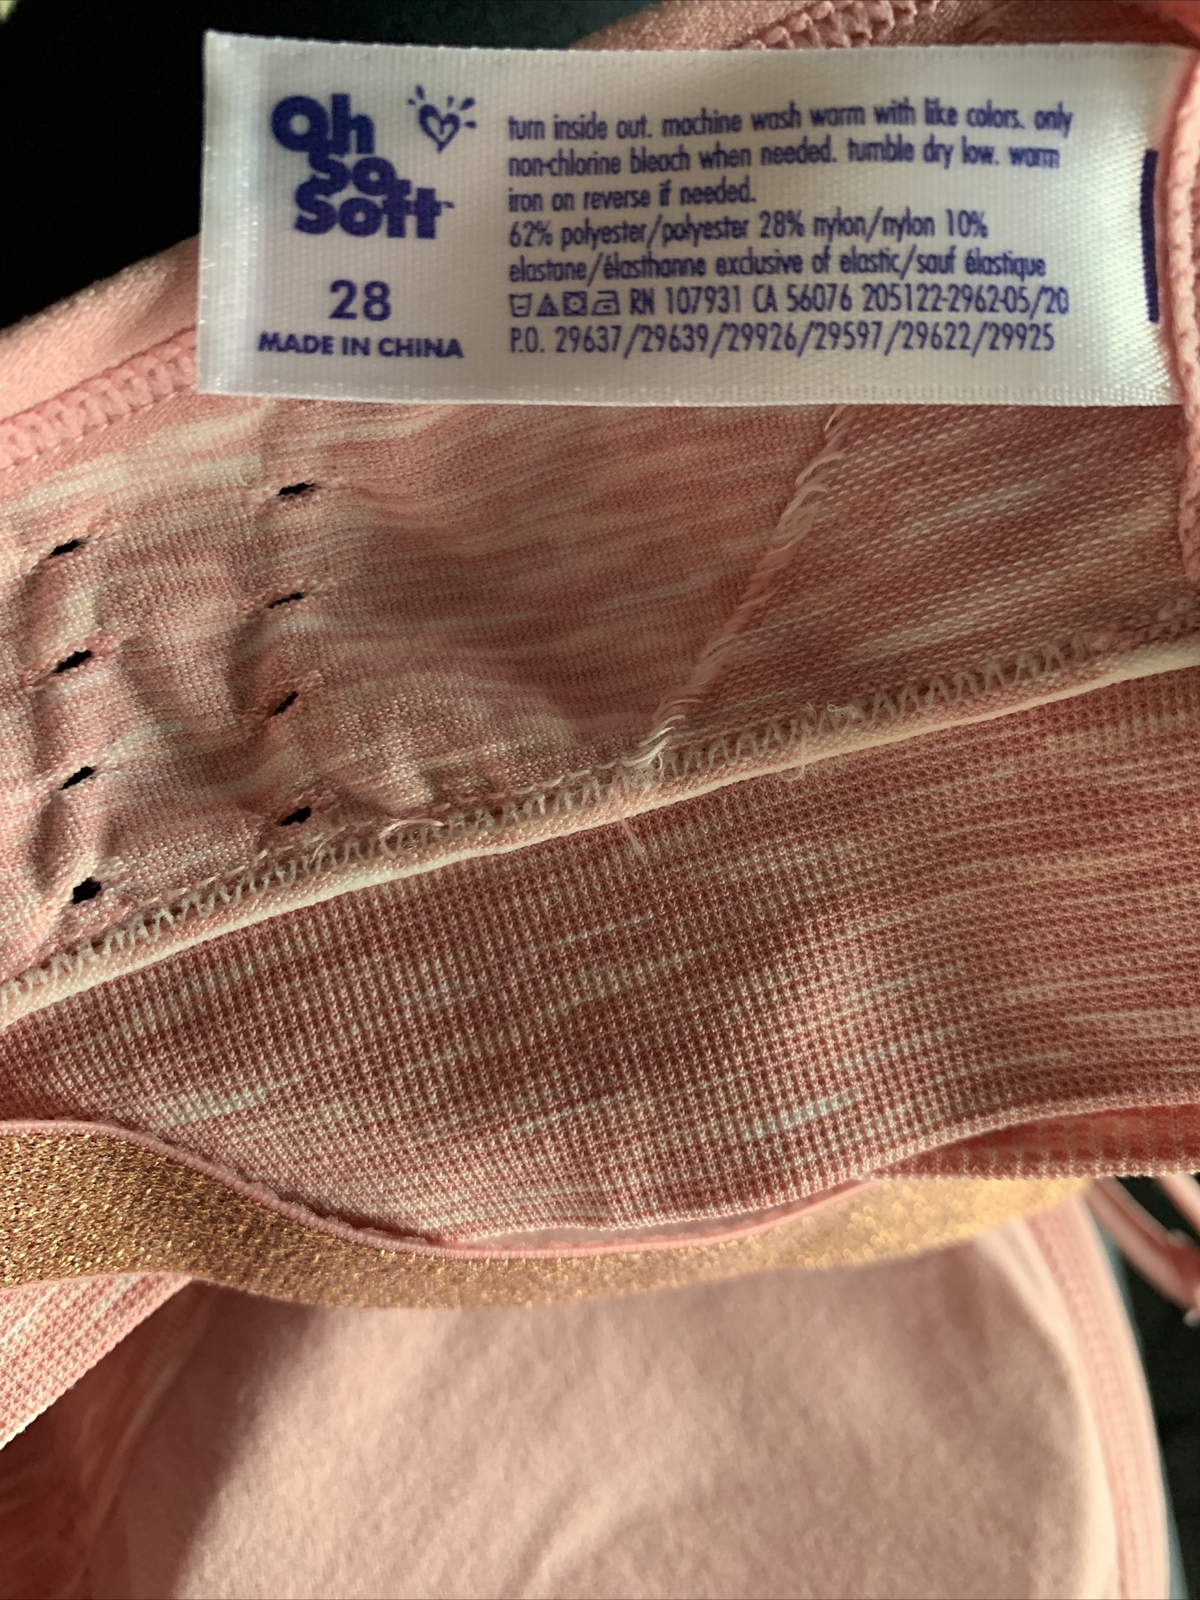 Oh
So
Soft
28
MADE IN CHINA
turn inside out. machine wash warm with like colors. only
non-chlorine bleach when needed. tumble dry low. warm
iron on reverse if needed.
62% polyester/polyester 28% nylon/nylon 10%
elastane/élasthanne exclusive of elastic/sauf élastique
RN 107931 CA 56076 205122-2962-05/20
P.O. 29637/29639/29926/29597/29622/29925